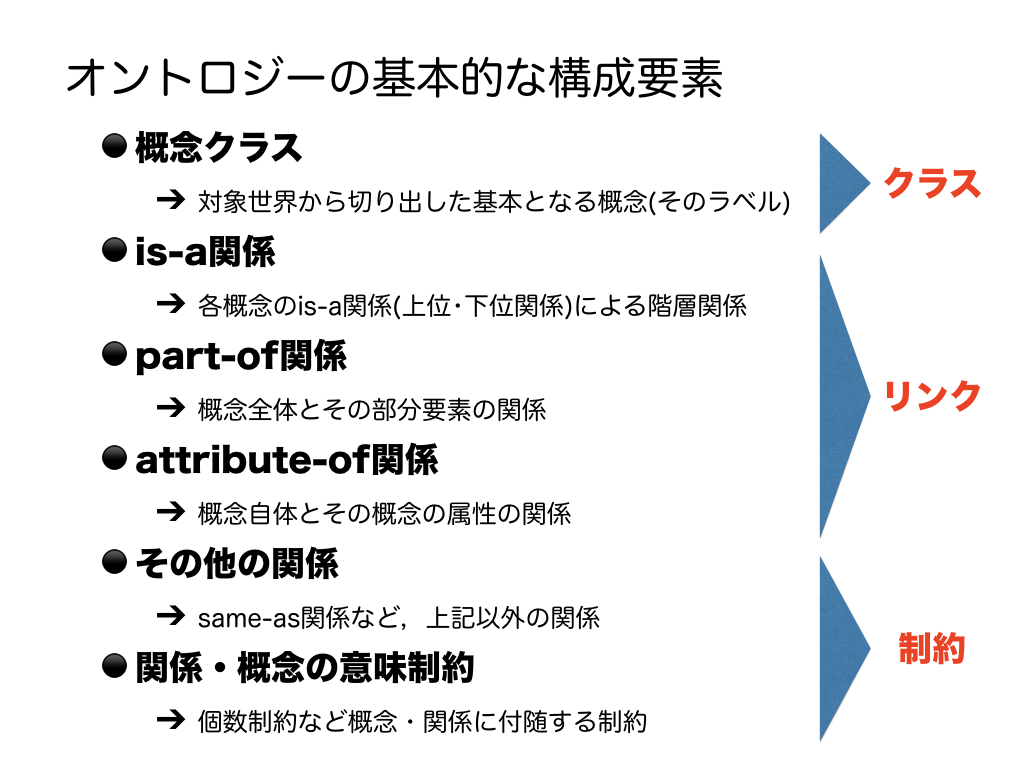 オントロジーの基本的な構成要素
● 概念クラス
➔ 対象世界から切り出した基本となる概念(そのラベル)
クラス
● is-a関係
➔ 各概念のis-a関係(上位･下位関係)による階層関係
● part-of関係
➔ 概念全体とその部分要素の関係
リンク
● attribute-of関係
➔ 概念自体とその概念の属性の関係
● その他の関係
➔ same-as関係など，上記以外の関係
● 関係・概念の意味制約
➔ 個数制約など概念・関係に付随する制約
制約